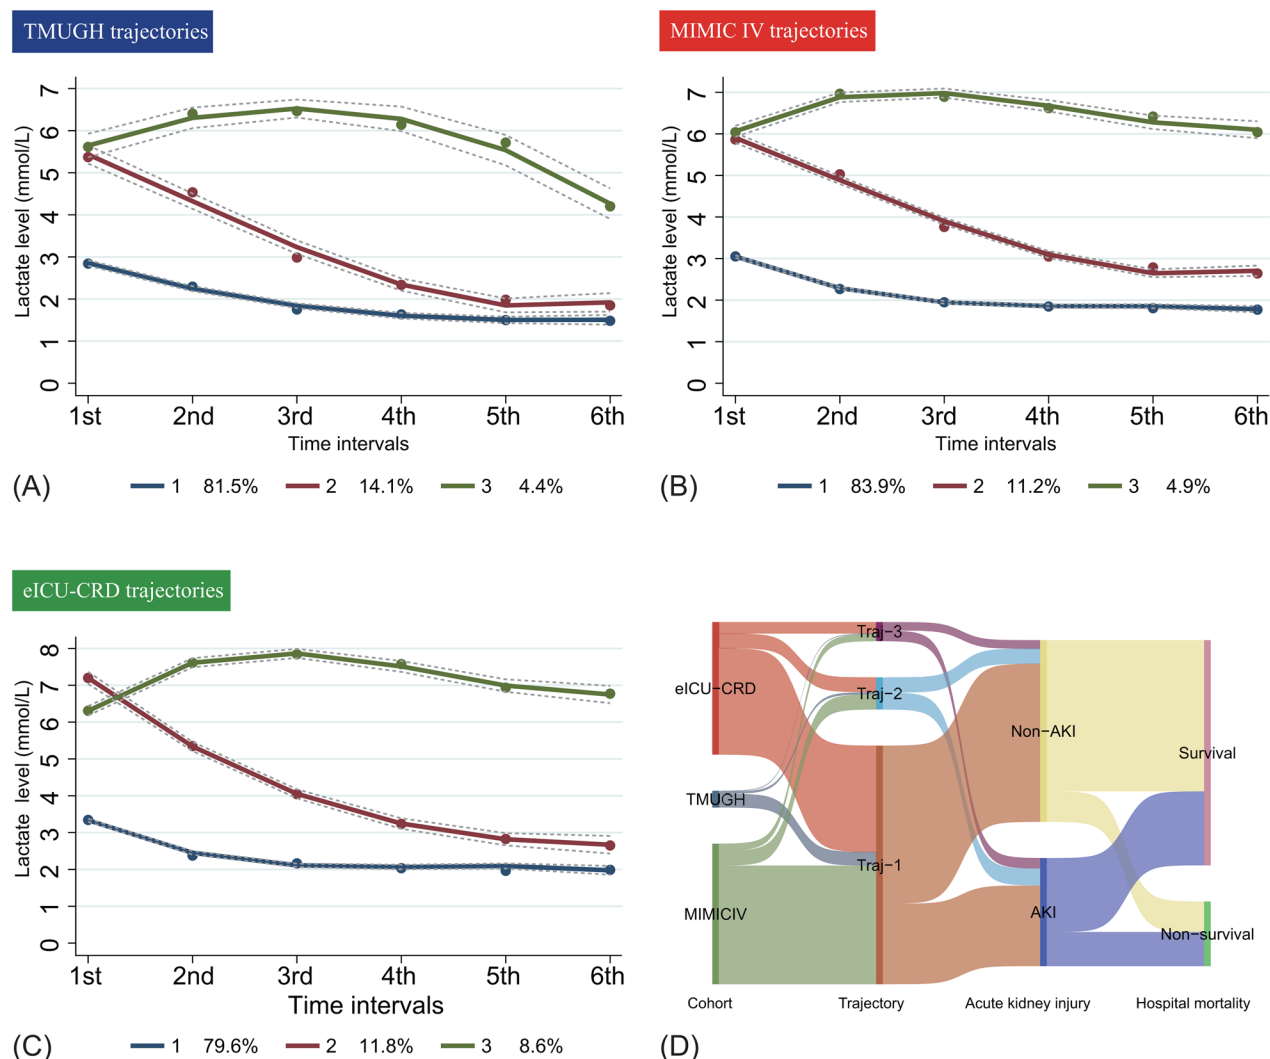 TMUGH trajectories
Lactate level (mmol/L)
7
6
5
4
3
2
1
0
1st 2nd 3rd 4th 5th 6th
Time intervals
(A) 1 81.5% 2 14.1% 3 4.4%
MIMIC IV trajectories
Lactate level (mmol/L)
7
6
5
4
3
2
1
0
1st 2nd 3rd 4th 5th 6th
Time intervals
(B) 1 83.9% 2 11.2% 3 4.9%
eICU-CRD trajectories
Lactate level (mmol/L)
8
7
6
5
4
3
2
1
0
1st 2nd 3rd 4th 5th 6th
Time intervals
(C) 1 79.6% 2 11.8% 3 8.6%
Traj−3
eICU−CRD
Traj−2
Non−AKI
Survival
TMUGH
Traj−1
MIMICIV
AKI
Non−survival
Cohort Trajectory Acute kidney injury Hospital mortality
(D)